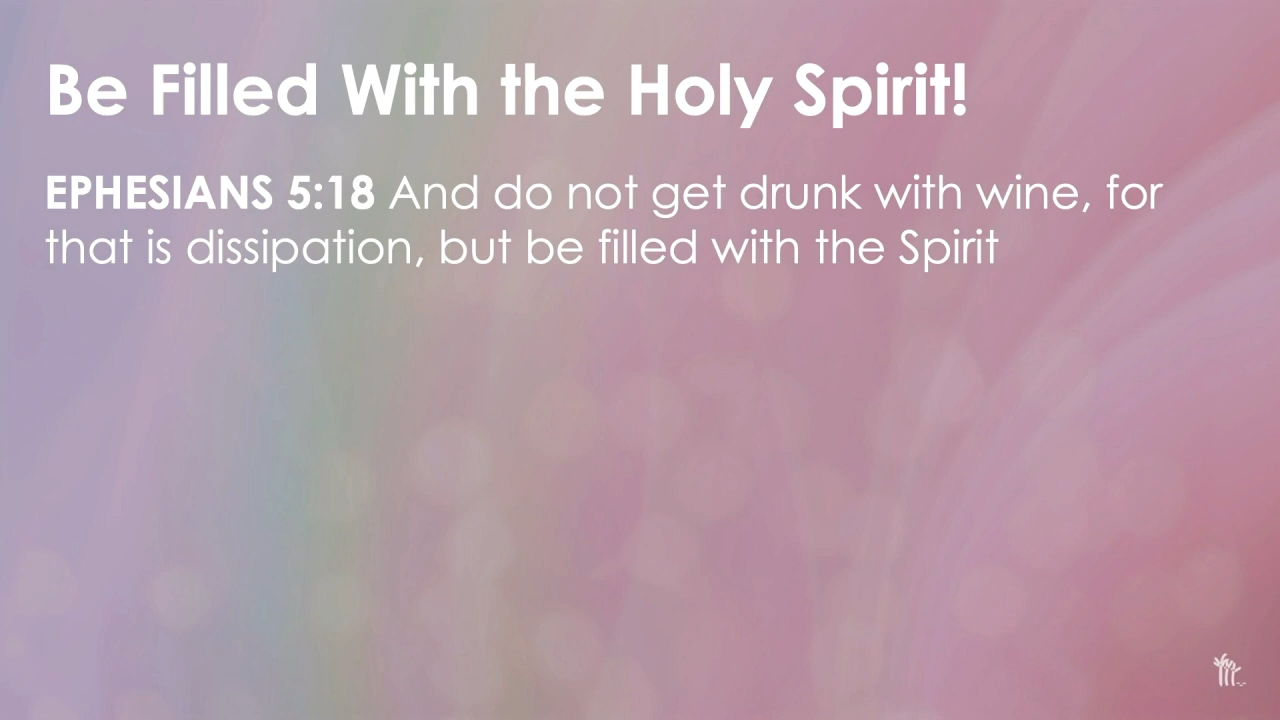 Be Filled With the Holy Spirit!
EPHESIANS 5:18 And do not get drunk with wine, for
that is dissipation, but be filled with the Spirit